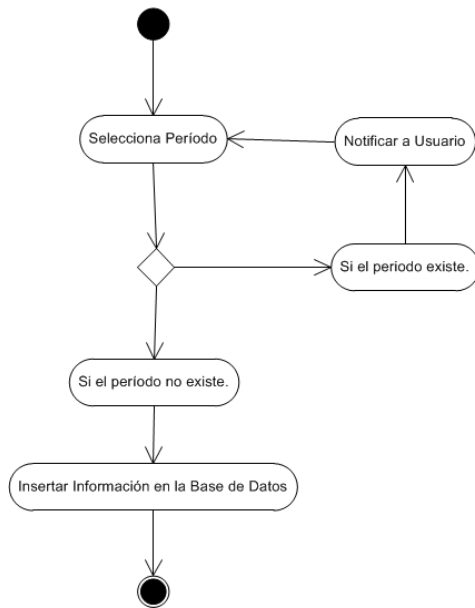 Selecciona Período
Notificar a Usuario
Si el periodo existe.
Si el período no existe.
Insertar Información en la Base de Datos